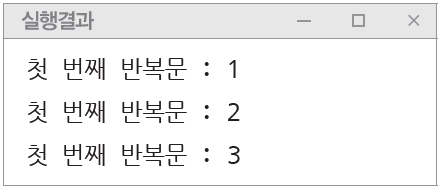 실행결과
첫 번째 반복문 : 1
첫 번째 반복문 : 2
첫 번째 반복문 : 3